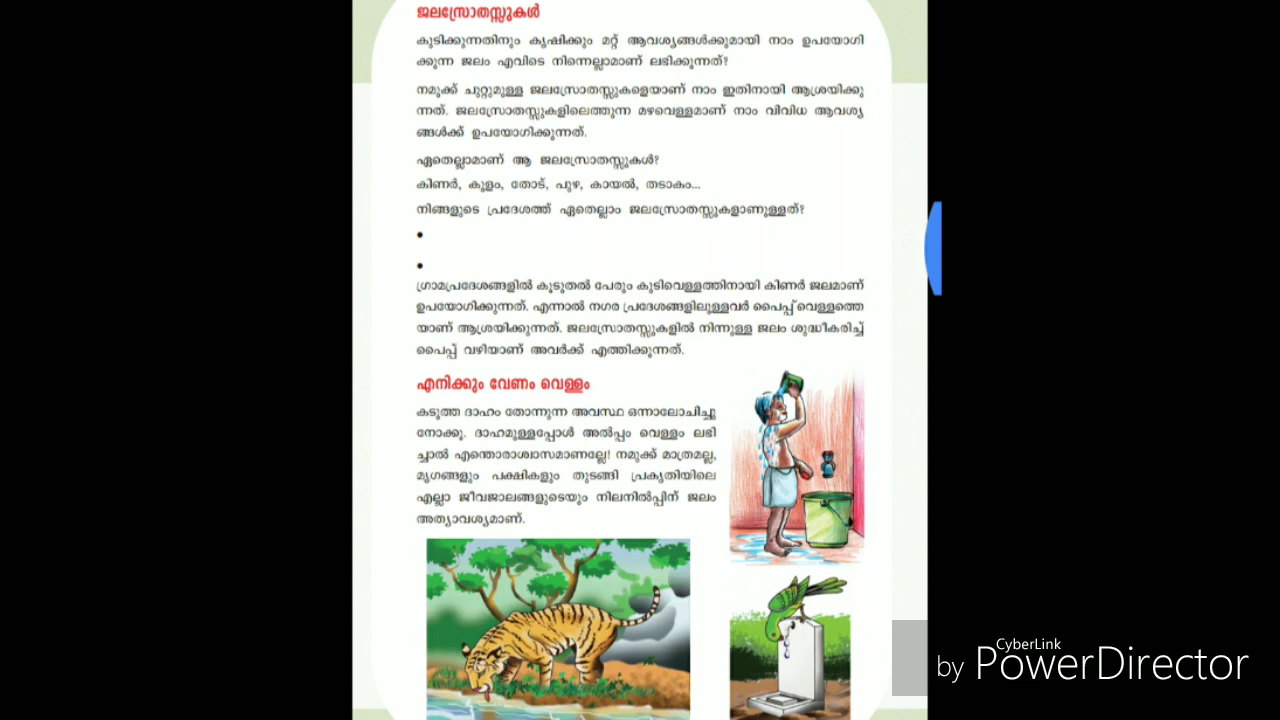 ജലസ്രോതസ്സുകൾ
കുടിക്കുന്നതിനും കൃഷിക്കും മറ്റ് ആവശ്യങ്ങൾക്കുമായി നാം ഉപയോഗി
ക്കുന്ന ജലം എവിടെ നിന്നെല്ലാമാണ് ലഭിക്കുന്നത്?
നമുക്ക് ചുറ്റുമുള്ള ജലസ്രോതസ്സുകളെയാണ് നാം ഇതിനായി ആശ്രയിക്കു
ന്നത്. ജലസ്രോതസ്സുകളിലെത്തുന്ന മഴവെള്ളമാണ് നാം വിവിധ ആവശ്യ
ങ്ങൾക്ക് ഉപയോഗിക്കുന്നത്.
ഏതെല്ലാമാണ് ആ ജലസ്രോതസ്സുകൾ?
കിണർ, കുളം, തോട്, പുഴ, കായൽ, തടാകം...
നിങ്ങളുടെ പ്രദേശത്ത് ഏതെല്ലാം ജലസ്രോതസ്സുകളാണുള്ളത്?
•
•
ഗ്രാമപ്രദേശങ്ങളിൽ കൂടുതൽ പേരും കുടിവെള്ളത്തിനായി കിണർ ജലമാണ്
ഉപയോഗിക്കുന്നത്. എന്നാൽ നഗര പ്രദേശങ്ങളിലുള്ളവർ പൈപ്പ് വെള്ളത്തെ
യാണ് ആശ്രയിക്കുന്നത്. ജലസ്രോതസ്സുകളിൽ നിന്നുള്ള ജലം ശുദ്ധീകരിച്ച്
പൈപ്പ് വഴിയാണ് അവർക്ക് എത്തിക്കുന്നത്.
എനിക്കും വേണം വെള്ളം
കടുത്ത ദാഹം തോന്നുന്ന അവസ്ഥ ഒന്നാലോചിച്ചു
നോക്കൂ. ദാഹമുള്ളപ്പോൾ അൽപ്പം വെള്ളം ലഭി
ച്ചാൽ എന്തൊരാശ്വാസമാണല്ലേ! നമുക്ക് മാത്രമല്ല,
മൃഗങ്ങളും പക്ഷികളും തുടങ്ങി പ്രകൃതിയിലെ
എല്ലാ ജീവജാലങ്ങളുടെയും നിലനിൽപ്പിന് ജലം
അത്യാവശ്യമാണ്.
CyberLink
by PowerDirector